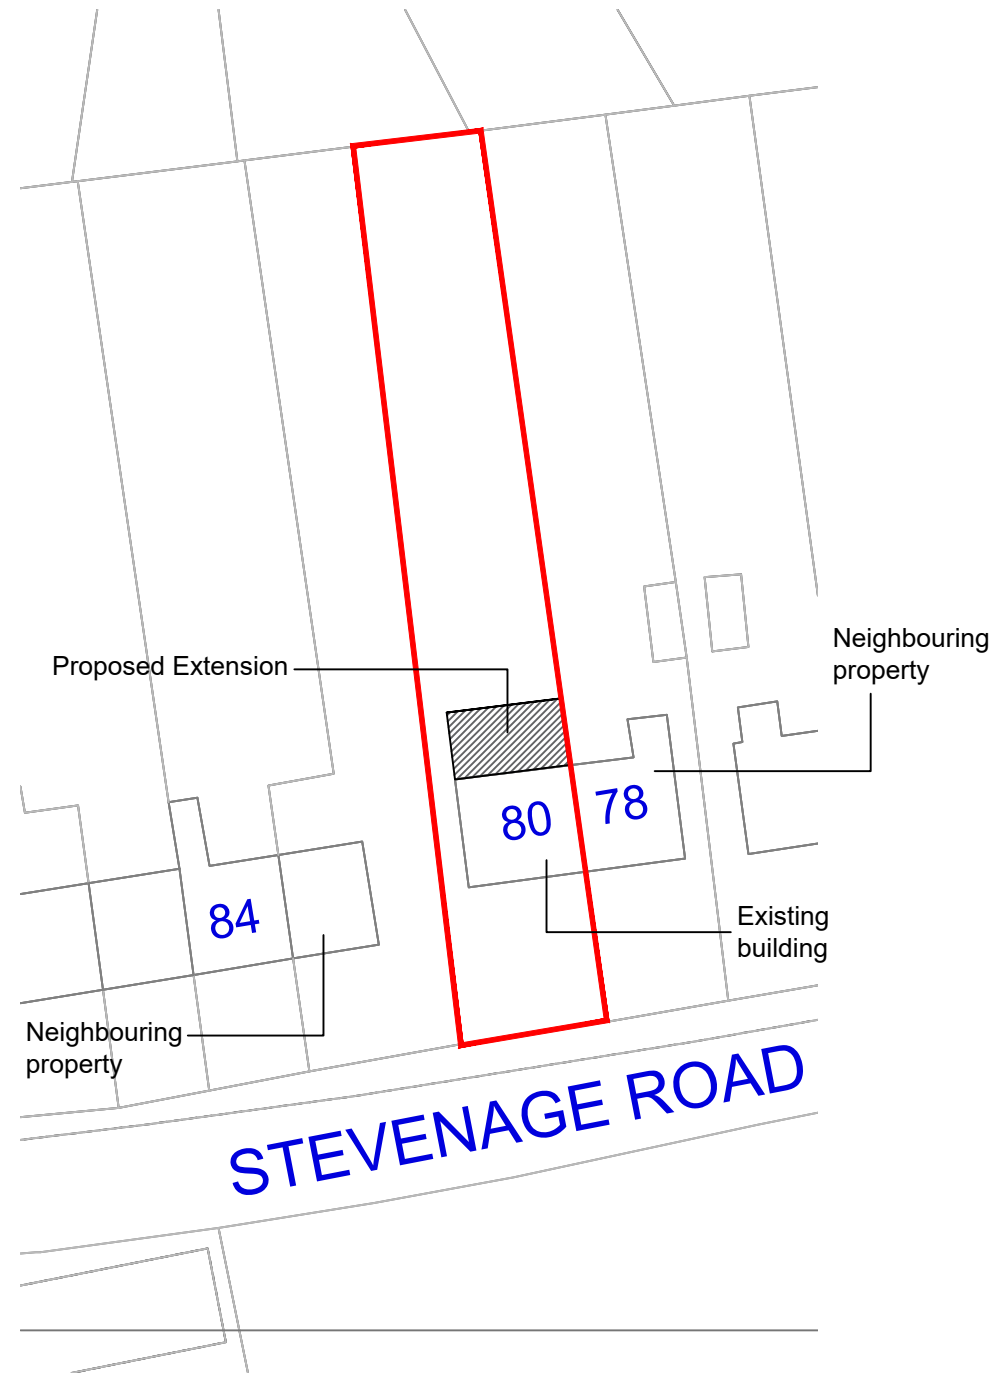 Neighbouring
property
Proposed Extension
80
78
84
Existing
building
Neighbouring
property
STEVENAGE ROAD